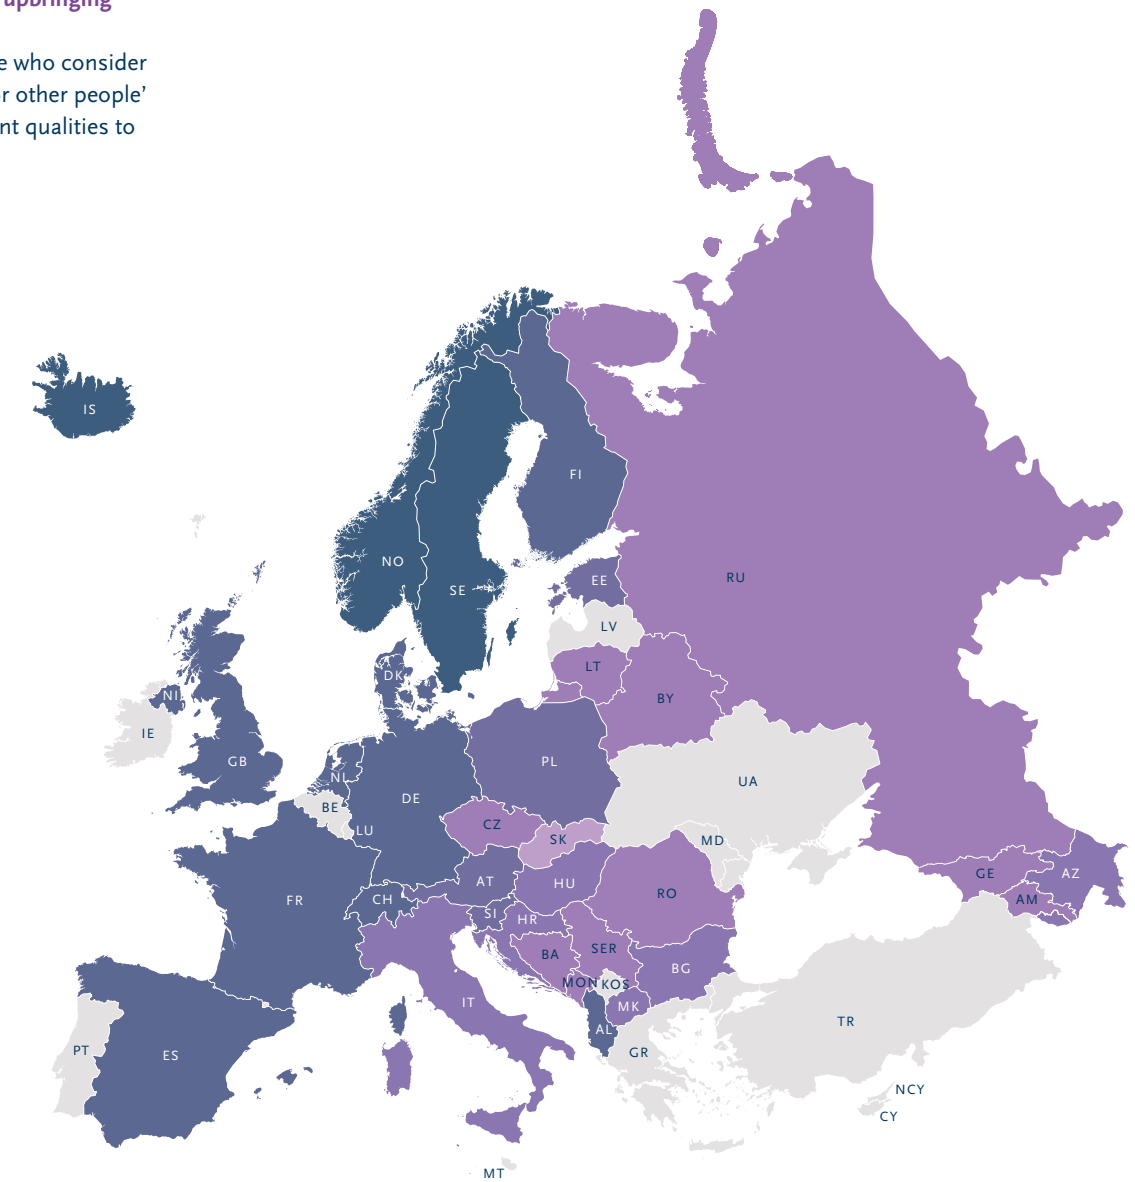 upbringing
e who consider
r other people’
nt qualities to
IS
FI
NO
SE
RU
EE
LV
LT
DK
BY
NI
IE
GB
PL
NL
UA
DE
BE
CZ
LU
SK
MD
AT
HU
GE
AZ
FR
CH
RO
AM
SI
HR
BA
SER
BG
MON
KOS
IT
MK
AL
TR
PT
ES
GR
NCY
CY
MT